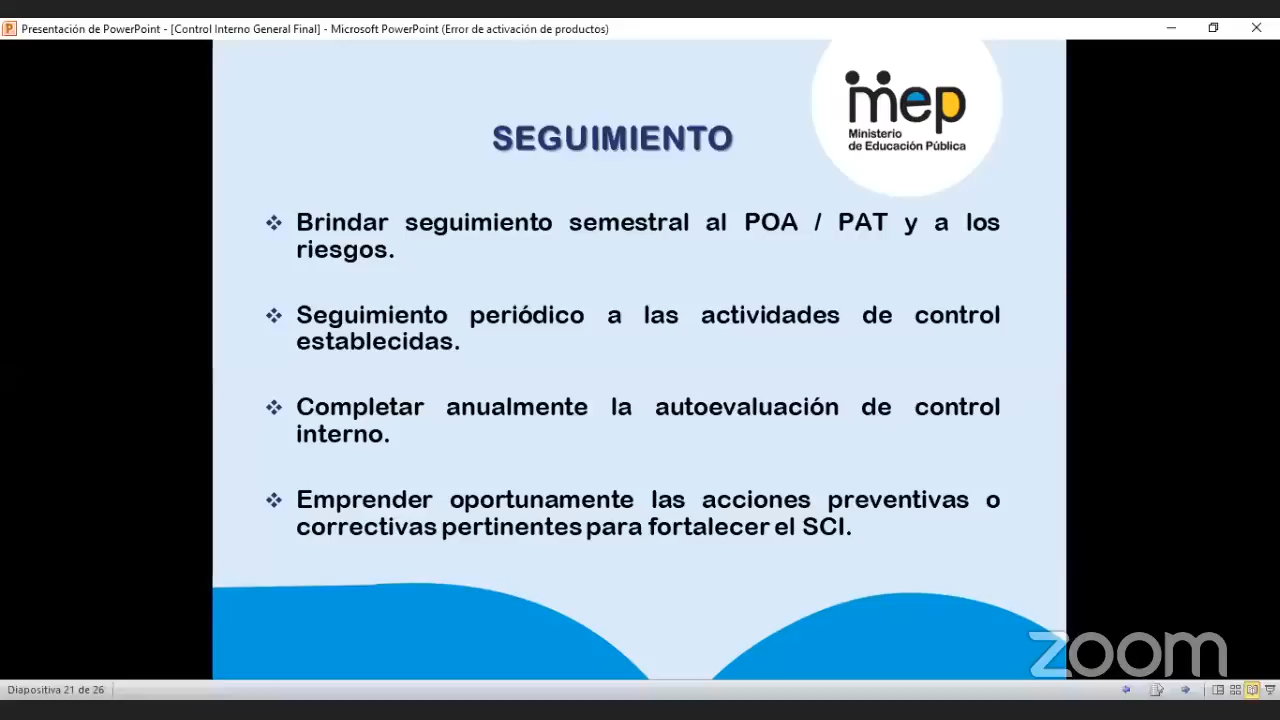 Presentación de PowerPoint - [Control Interno General Final] - Microsoft PowerPoint (Error de activación de productos)
mep
Ministerio
de Educación Pública
SEGUIMIENTO
Brindar seguimiento semestral al POA / PAT y a los
riesgos.
Seguimiento periódico a las actividades de control
establecidas.
Completar anualmente la autoevaluación de control
interno.
Emprender oportunamente las acciones preventivas o
correctivas pertinentes para fortalecer el SCI.
zoom
Diapositiva 21 de 26